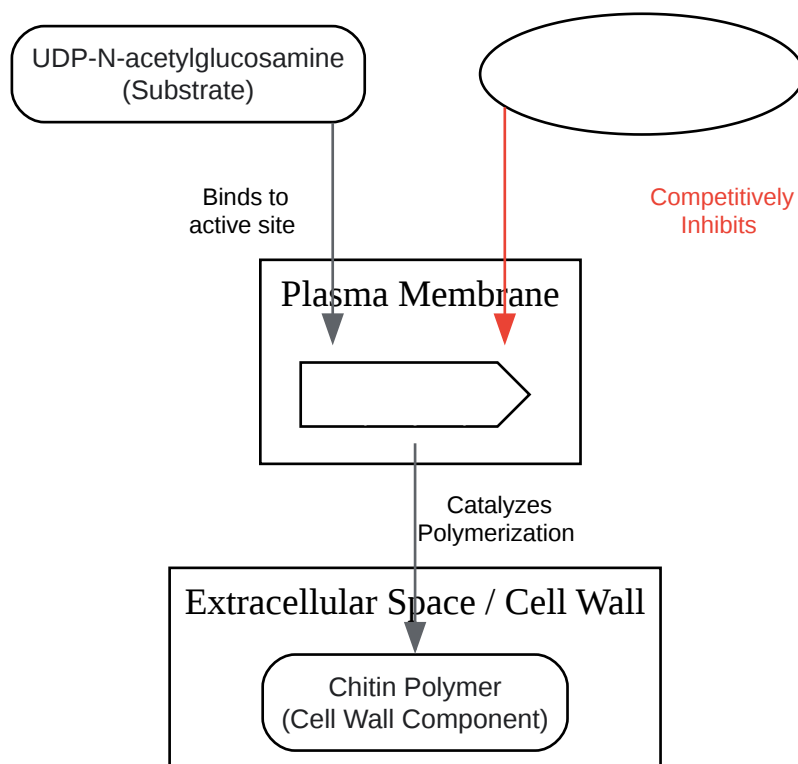 UDP-N-acetylglucosamine
(Substrate)
Binds to
active site
Competitively
Inhibits
Plasma Membrane
Catalyzes
Polymerization
Extracellular Space / Cell Wall
Chitin Polymer
(Cell Wall Component)